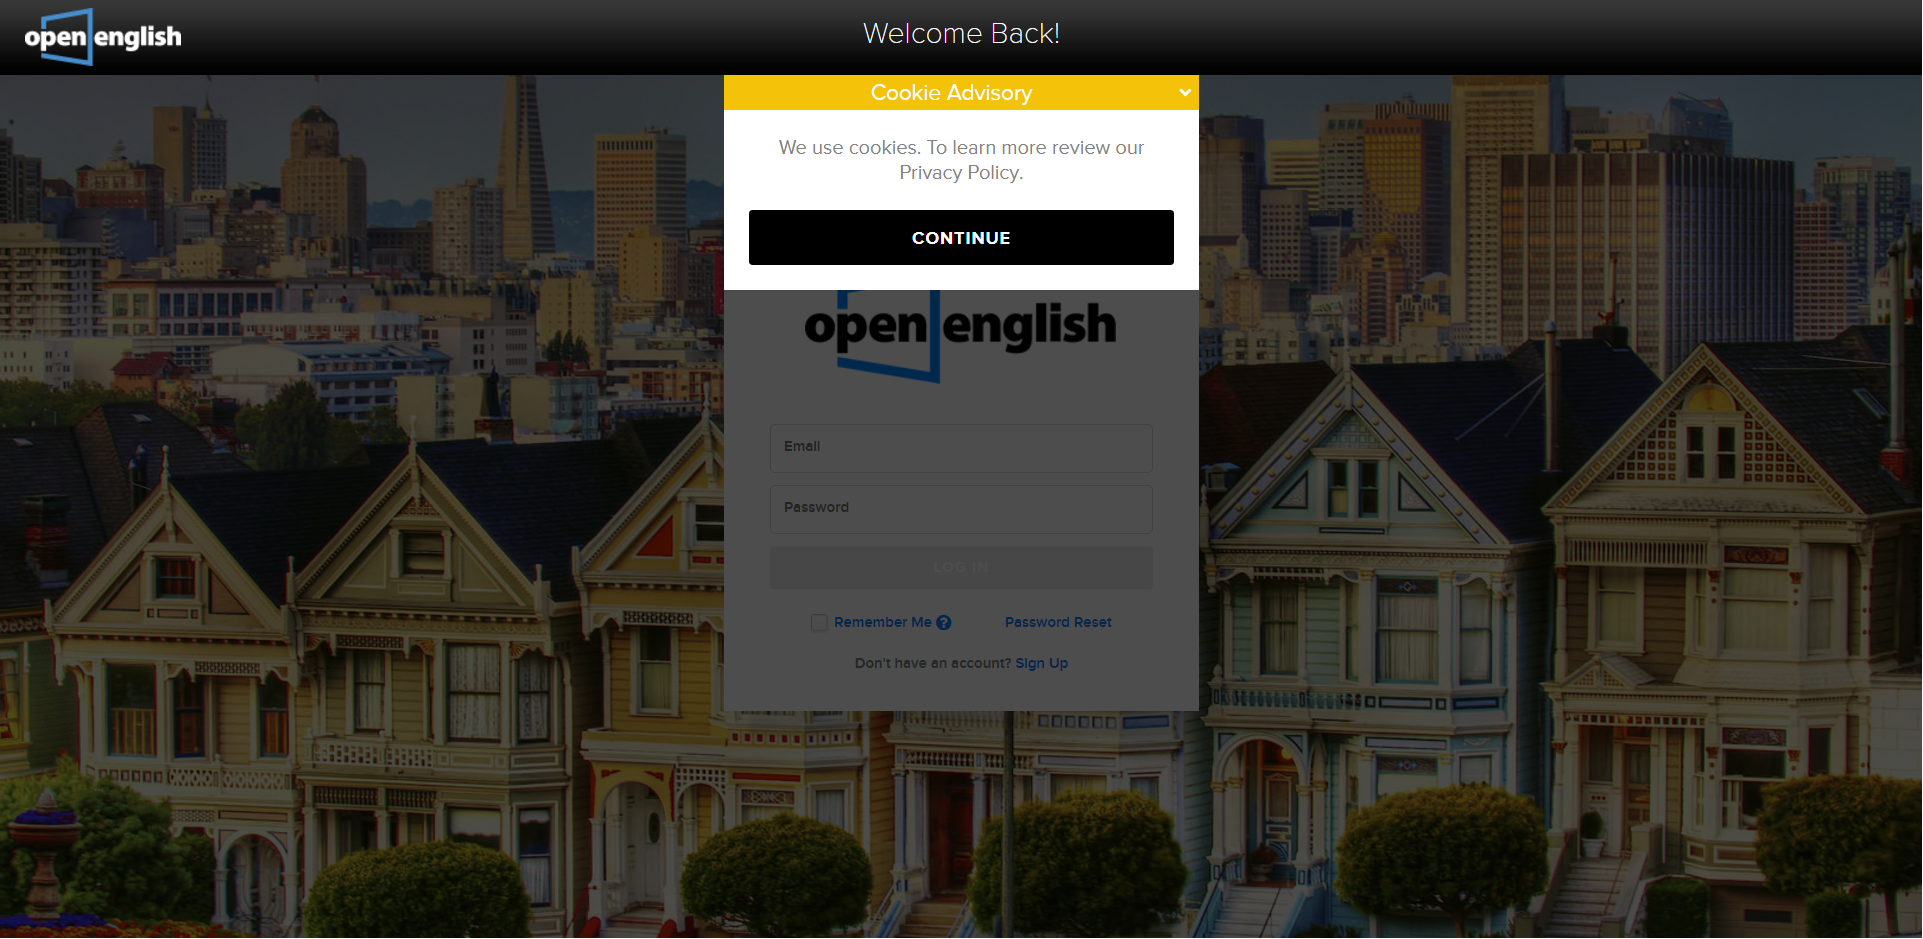 open english
Welcome Back!
Cookie Advisory
We use cookies. To learn more review our
Privacy Policy.
CONTINUE
open english
Email
Password
LOG IN
Remember Me ?
Password Reset
Don't have an account? Sign Up